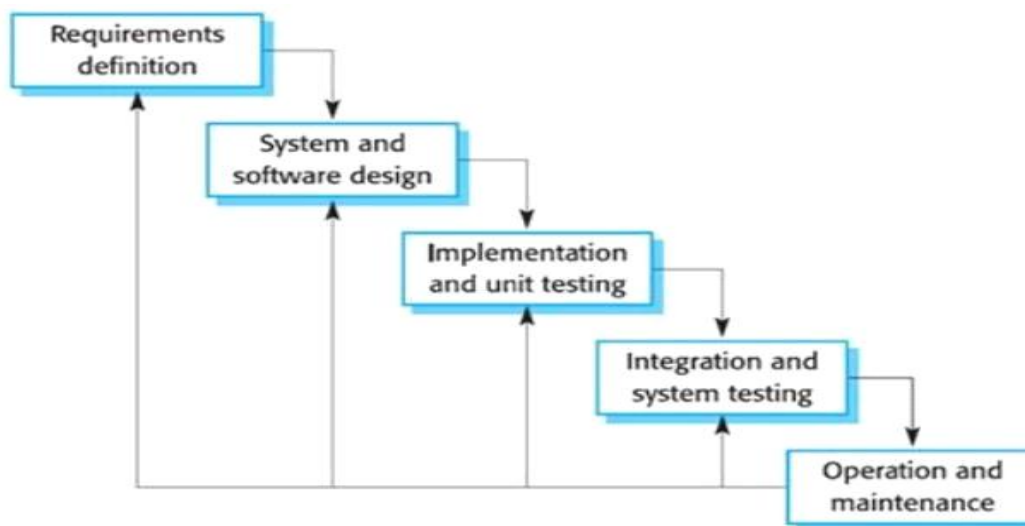 Requirements
definition
System and
software design
Implementation
and unit testing
Integration and
system testing
Operation and
maintenance